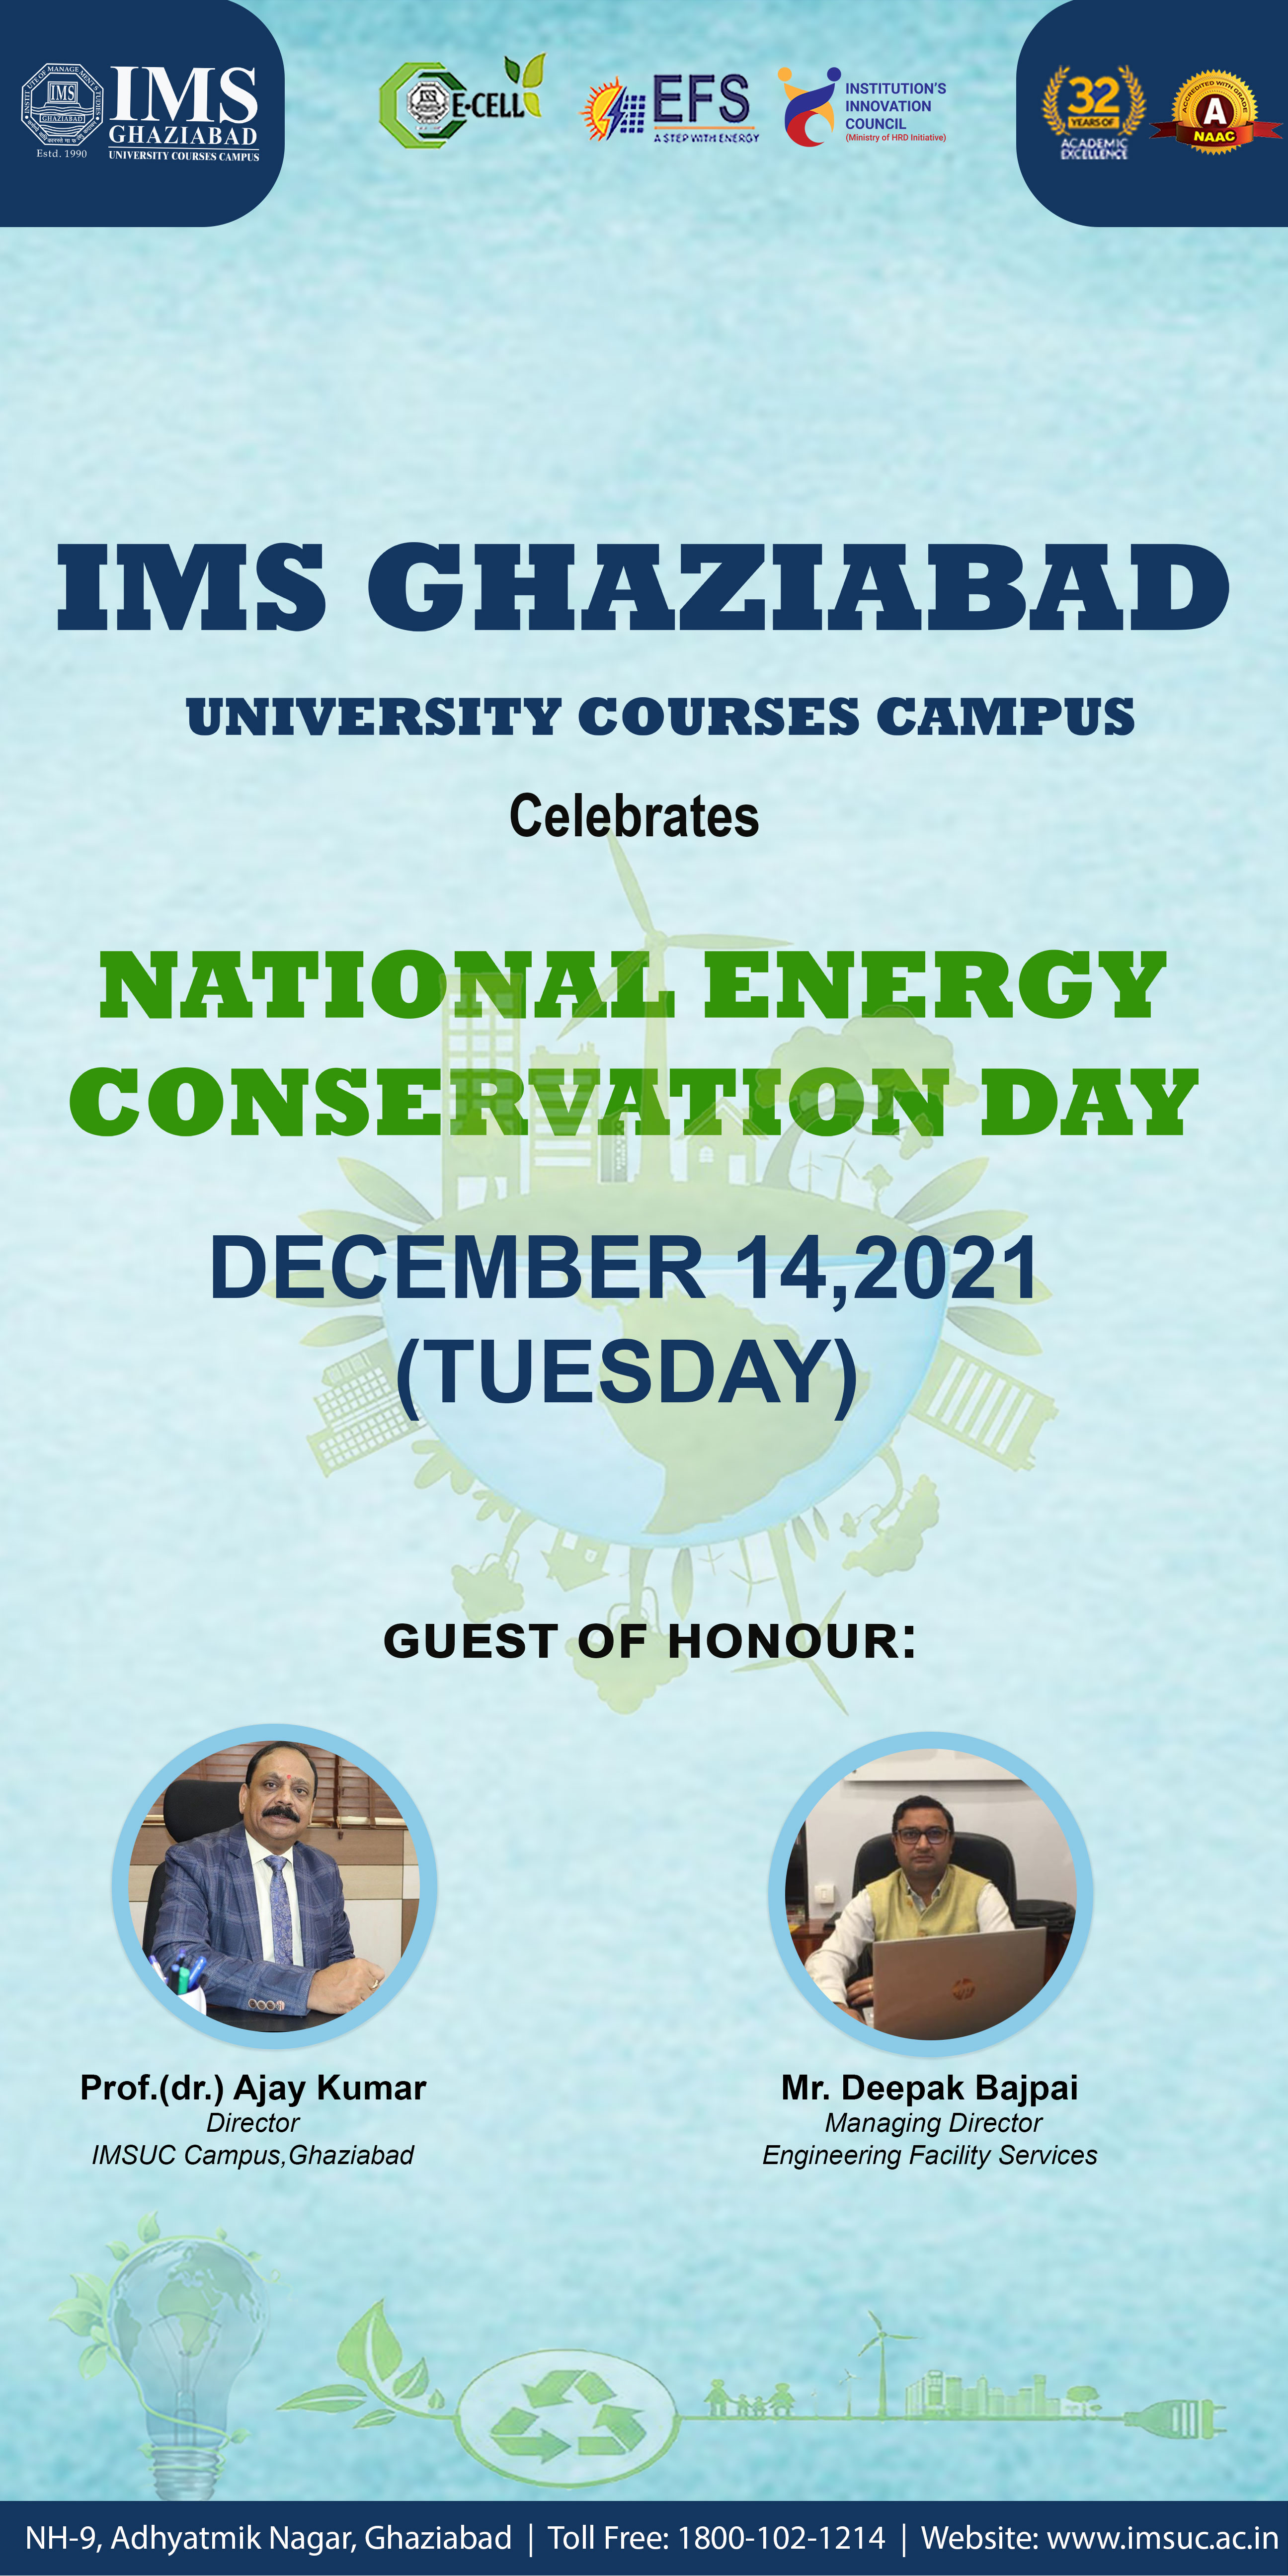 IMS
GHAZIABAD
UNIVERSITY COURSES CAMPUS
IMS
GHAZIABAD
Estd. 1990
E-CELL
EFS
A STEP WITH ENERGY
INSTITUTION'S
INNOVATION
COUNCIL
(Ministry of HRD Initiative)
32
YEARS OF
ACADEMIC
EXCELLENCE
ACCREDITED WITH GRADE
A
NAAC
IMS GHAZIABAD
UNIVERSITY COURSES CAMPUS
Celebrates
NATIONAL ENERGY
CONSERVATION DAY
DECEMBER 14,2021
(TUESDAY)
GUEST OF HONOUR:
Prof.(dr.) Ajay Kumar
Director
IMSUC Campus,Ghaziabad
Mr. Deepak Bajpai
Managing Director
Engineering Facility Services
NH-9, Adhyatmik Nagar, Ghaziabad | Toll Free: 1800-102-1214 | Website: www.imsuc.ac.in